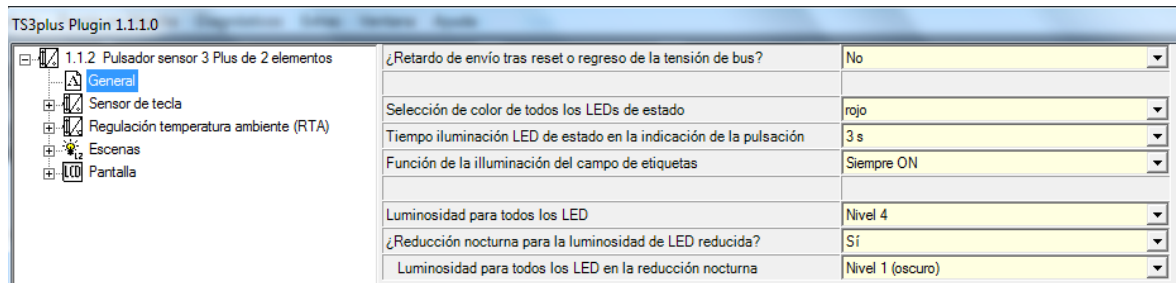 TS3plus Plugin 1.1.1.0
1.1.2 Pulsador sensor 3 Plus de 2 elementos
General
Sensor de tecla
Regulación temperatura ambiente (RTA)
Escenas
Pantalla
¿Retardo de envío tras reset o regreso de la tensión de bus? No
Selección de color de todos los LEDs de estado rojo
Tiempo iluminación LED de estado en la indicación de la pulsación 3 s
Función de la illuminación del campo de etiquetas Siempre ON
Luminosidad para todos los LED Nivel 4
¿Reducción nocturna para la luminosidad de LED reducida? Sí
Luminosidad para todos los LED en la reducción nocturna Nivel 1 (oscuro)